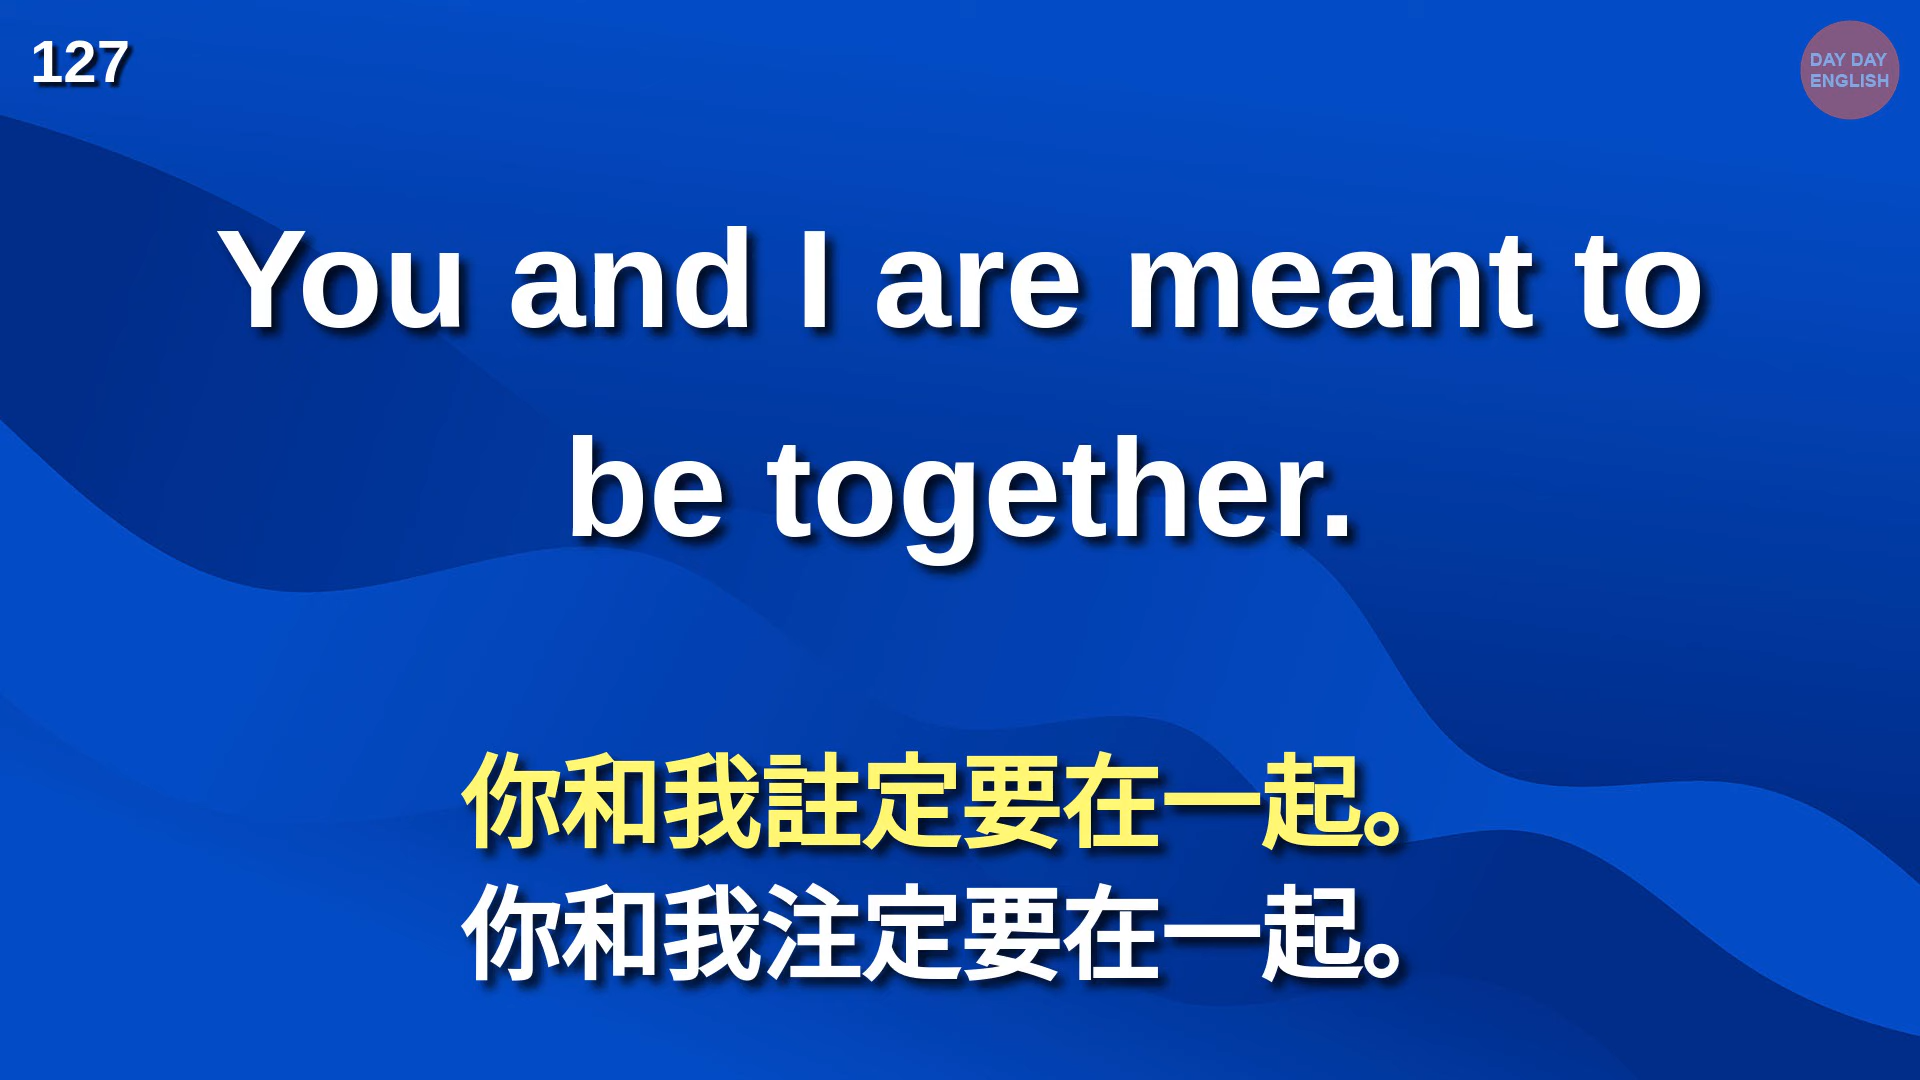 127
DAY DAY
ENGLISH
You and I are meant to
be together.
你和我註定要在一起。
你和我注定要在一起。